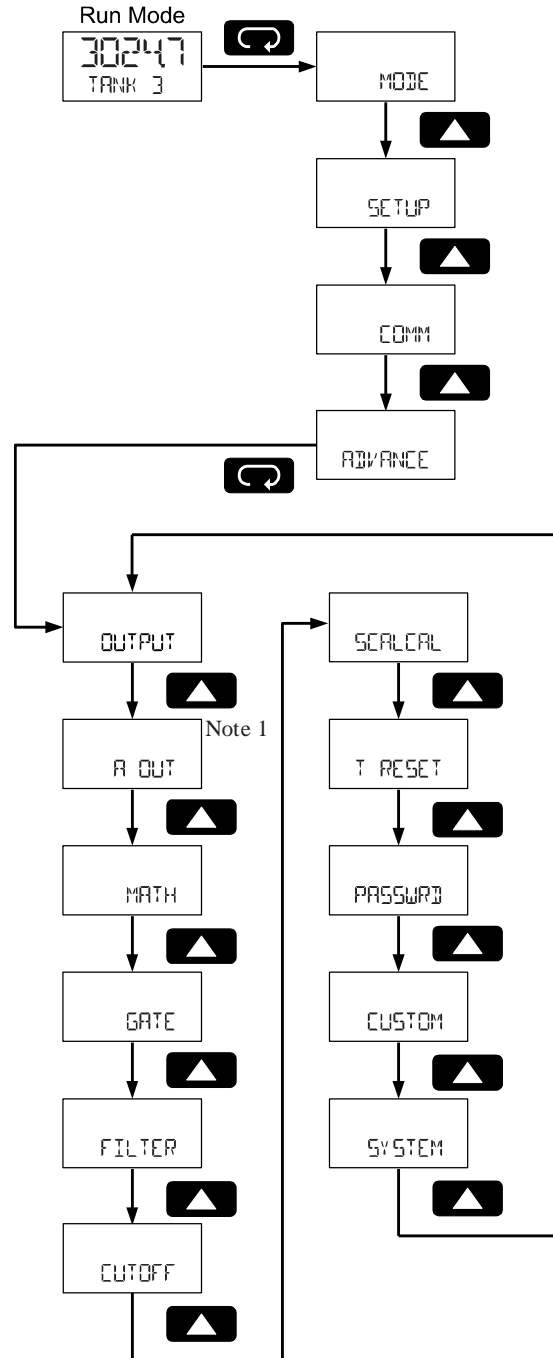 Run Mode
30247
TANK 3
MODE
SETUP
COMM
ADVANCE
OUTPUT
Note 1
A OUT
MATH
GATE
FILTER
CUTOFF
SCALCAL
T RESET
PASSWRD
CUSTOM
SYSTEM